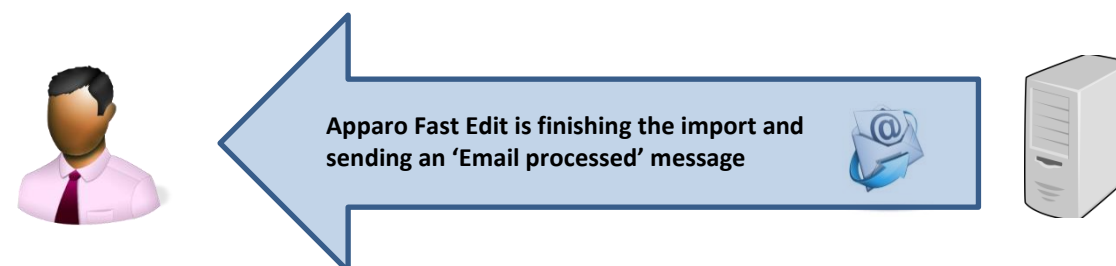 Apparo Fast Edit is finishing the import and
sending an ‘Email processed’ message
@